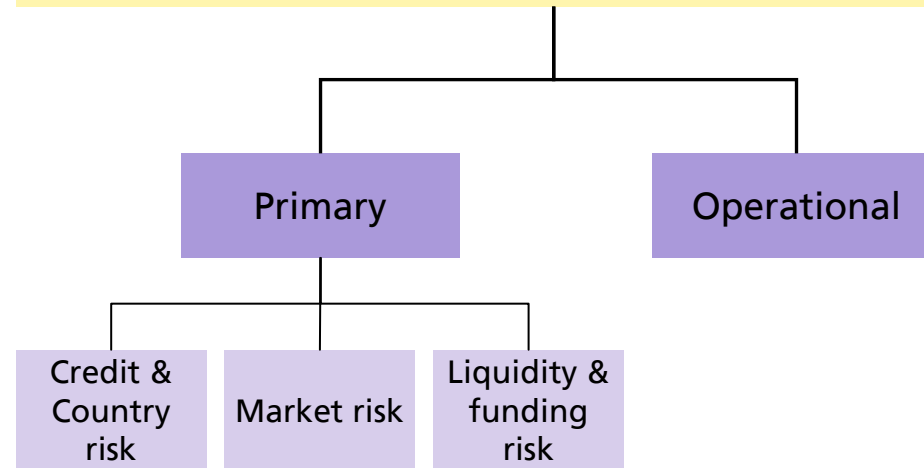 Primary
Operational
Credit &
Country
risk
Market risk
Liquidity &
funding
risk